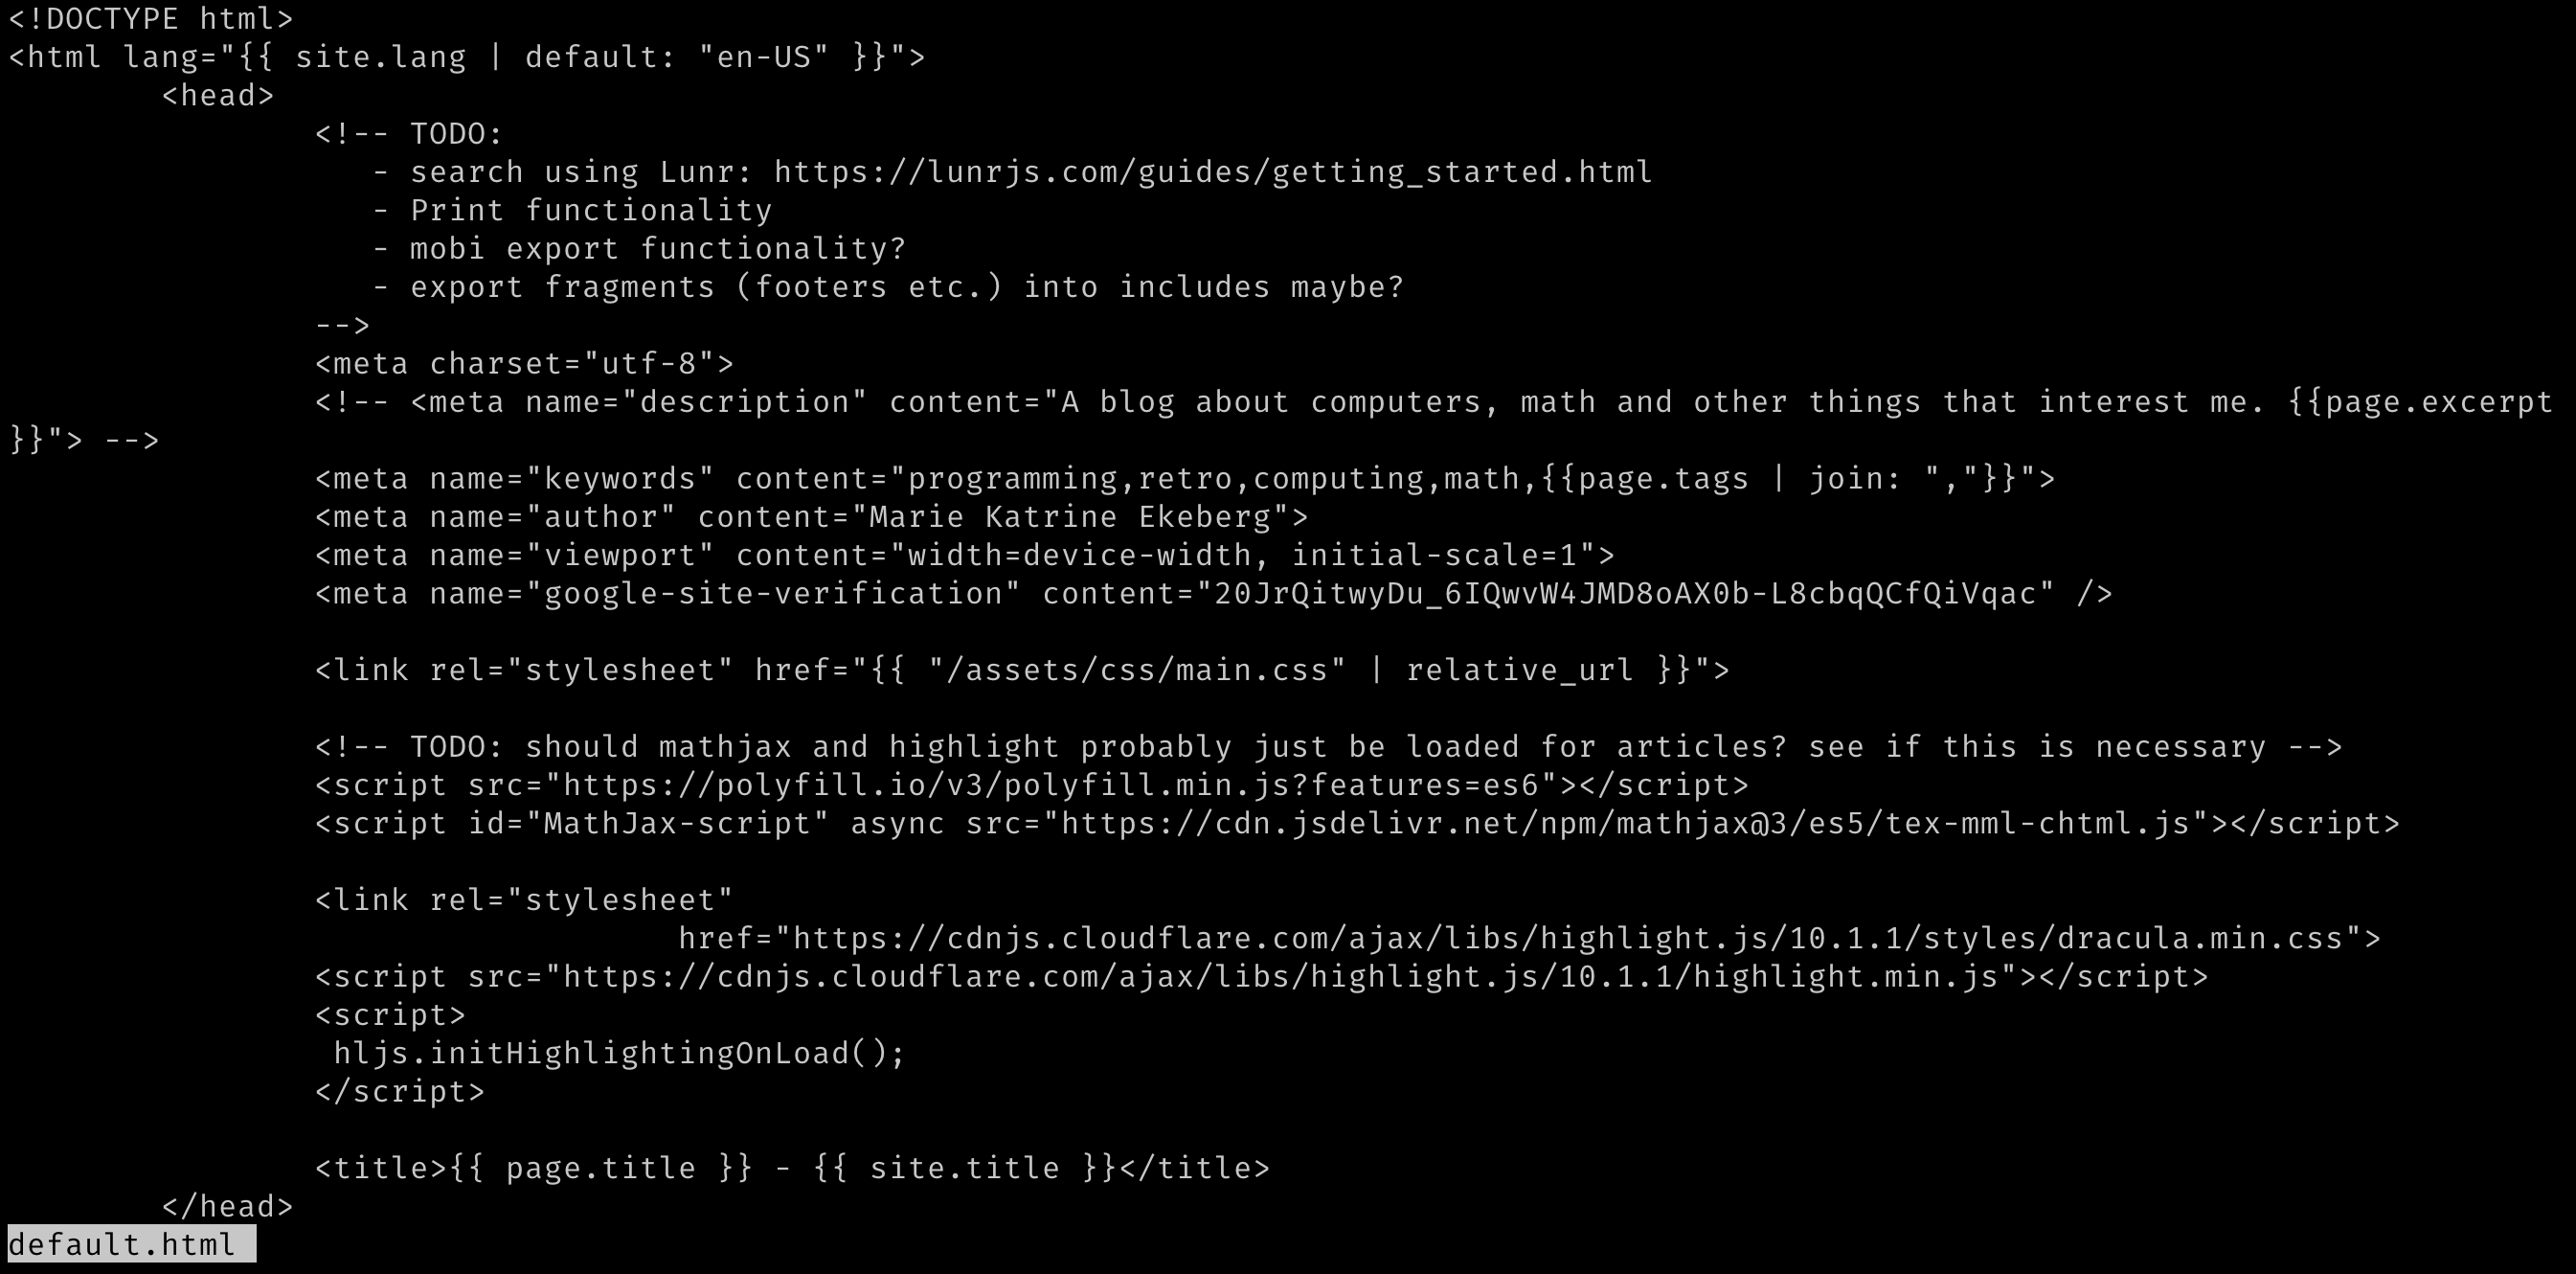 <!DOCTYPE html>
<html lang="{{ site.lang | default: "en-US" }}">
<head>
<!-- TODO:
- search using Lunr: https://lunrjs.com/guides/getting_started.html
- Print functionality
- mobi export functionality?
- export fragments (footers etc.) into includes maybe?
-->
<meta charset="utf-8">
<!-- <meta name="description" content="A blog about computers, math and other things that interest me. {{page.excerpt
}}"> -->
<meta name="keywords" content="programming,retro,computing,math,{{page.tags | join: ","}}">
<meta name="author" content="Marie Katrine Ekeberg">
<meta name="viewport" content="width=device-width, initial-scale=1">
<meta name="google-site-verification" content="20JrQitwyDu_6IQwvW4JMD8oAX0b-L8cbqQCfQiVqac" />
<link rel="stylesheet" href="{{ "/assets/css/main.css" | relative_url }}">
<!-- TODO: should mathjax and highlight probably just be loaded for articles? see if this is necessary -->
<script src="https://polyfill.io/v3/polyfill.min.js?features=es6"></script>
<script id="MathJax-script" async src="https://cdn.jsdelivr.net/npm/mathjax@3/es5/tex-mml-chtml.js"></script>
<link rel="stylesheet"
href="https://cdnjs.cloudflare.com/ajax/libs/highlight.js/10.1.1/styles/dracula.min.css">
<script src="https://cdnjs.cloudflare.com/ajax/libs/highlight.js/10.1.1/highlight.min.js"></script>
<script>
hljs.initHighlightingOnLoad();
</script>
<title>{{ page.title }} - {{ site.title }}</title>
</head>
default.html